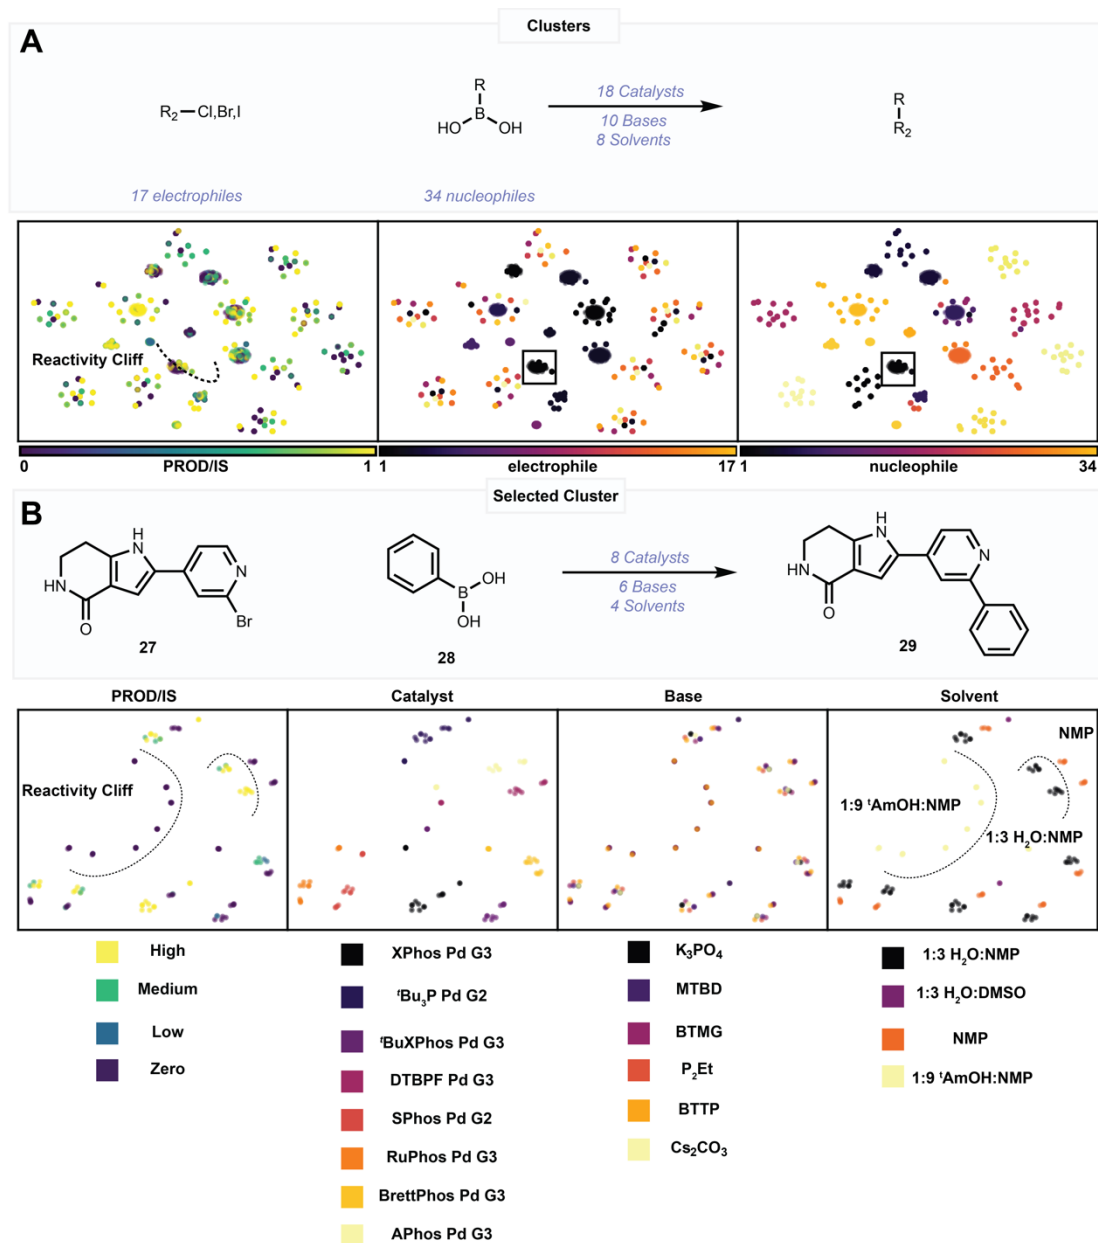 Clusters
A
R₂—Cl,Br,I
R
B
HO
OH
18 Catalysts
10 Bases
8 Solvents
R
R₂
17 electrophiles
34 nucleophiles
Reactivity Cliff
0
PROD/IS
1
1
electrophile
17
1
nucleophile
34
Selected Cluster
B
H
N
HN
O
N
Br
27
B
OH
OH
28
8 Catalysts
6 Bases
4 Solvents
H
N
HN
O
N
29
PROD/IS
Catalyst
Base
Solvent
Reactivity Cliff
NMP
1:9 ᵗAmOH:NMP
1:3 H₂O:NMP
High
Medium
Low
Zero
XPhos Pd G3
ᵗBu₃P Pd G2
ᵗBuXPhos Pd G3
DTBPF Pd G3
SPhos Pd G2
RuPhos Pd G3
BrettPhos Pd G3
APhos Pd G3
K₃PO₄
MTBD
BTMG
P₂Et
BTTP
Cs₂CO₃
1:3 H₂O:NMP
1:3 H₂O:DMSO
NMP
1:9 ᵗAmOH:NMP